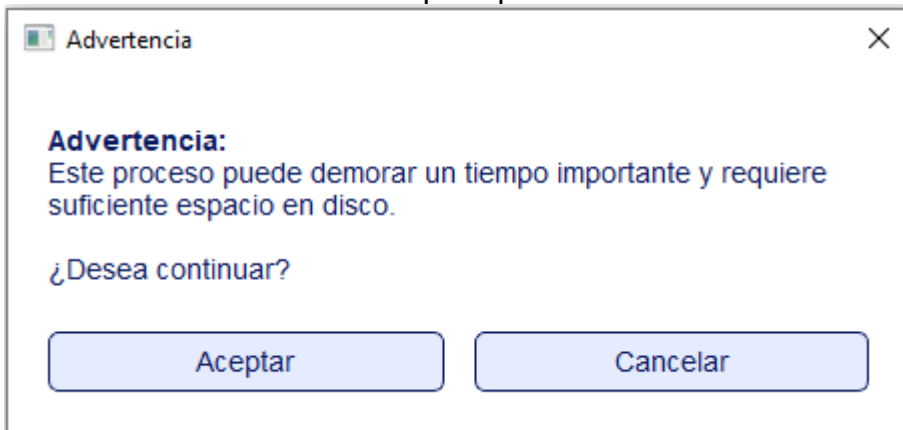 Advertencia
Advertencia:
Este proceso puede demorar un tiempo importante y requiere
suficiente espacio en disco.
¿Desea continuar?
Aceptar
Cancelar